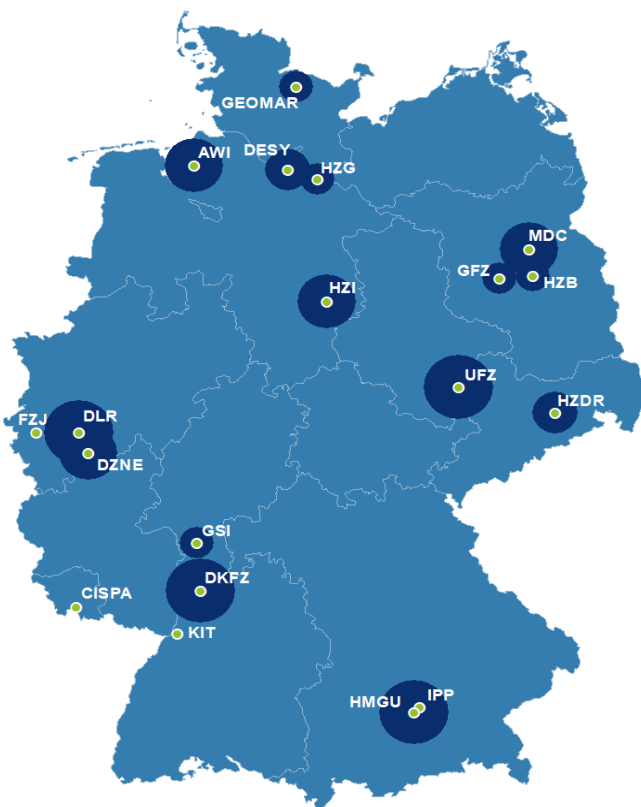 GEOMAR
AWI
DESY
HZG
MDC
GFZ
HZB
HZI
UFZ
HZDR
FZJ
DLR
DZNE
GSI
DKFZ
CISPA
KIT
HMGU
IPP